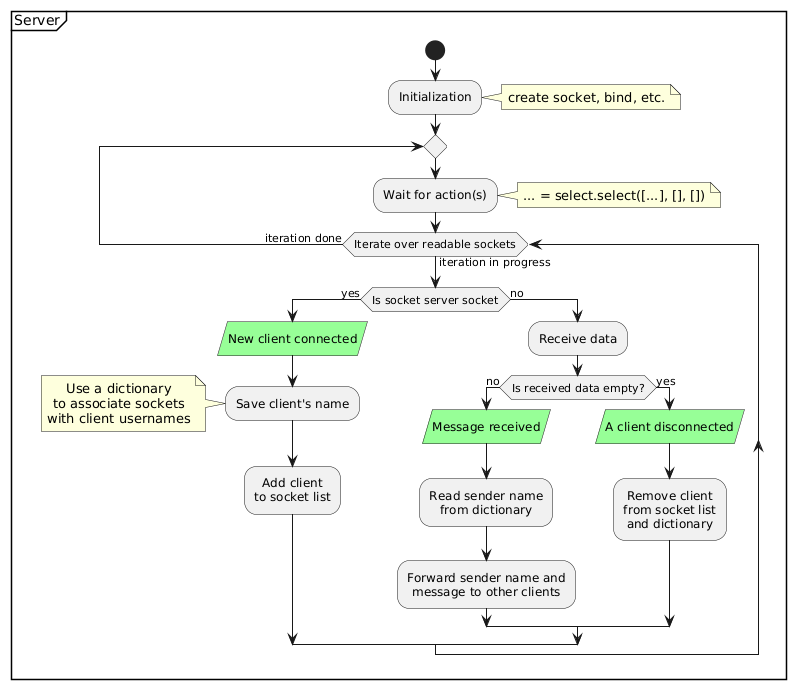 Server
Initialization
create socket, bind, etc.
Wait for action(s)
... = select.select([...], [], [])
iteration done
Iterate over readable sockets
iteration in progress
yes
Is socket server socket
no
New client connected
Receive data
Use a dictionary
to associate sockets
with client usernames
Save client's name
no
Is received data empty?
yes
Message received
A client disconnected
Add client
to socket list
Read sender name
from dictionary
Remove client
from socket list
and dictionary
Forward sender name and
message to other clients